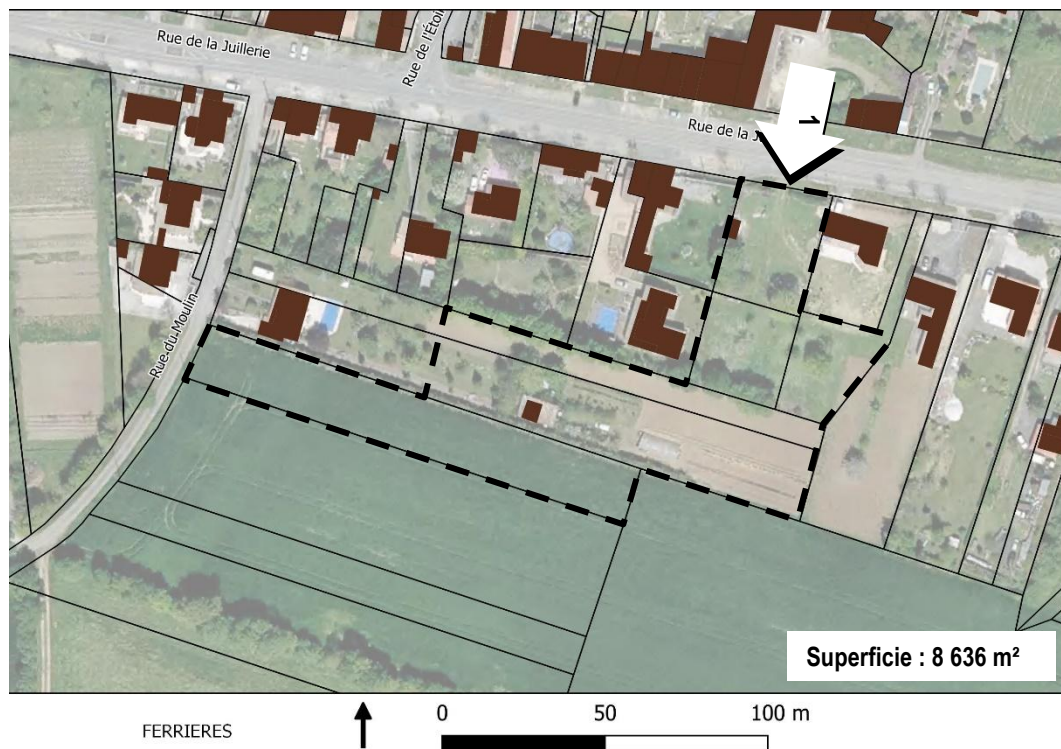 Rue de la Juillerie
Rue de l'Étoi
Rue de la J
1
Rue du Moulin
Superficie : 8 636 m²
FERRIERES
0 50 100 m